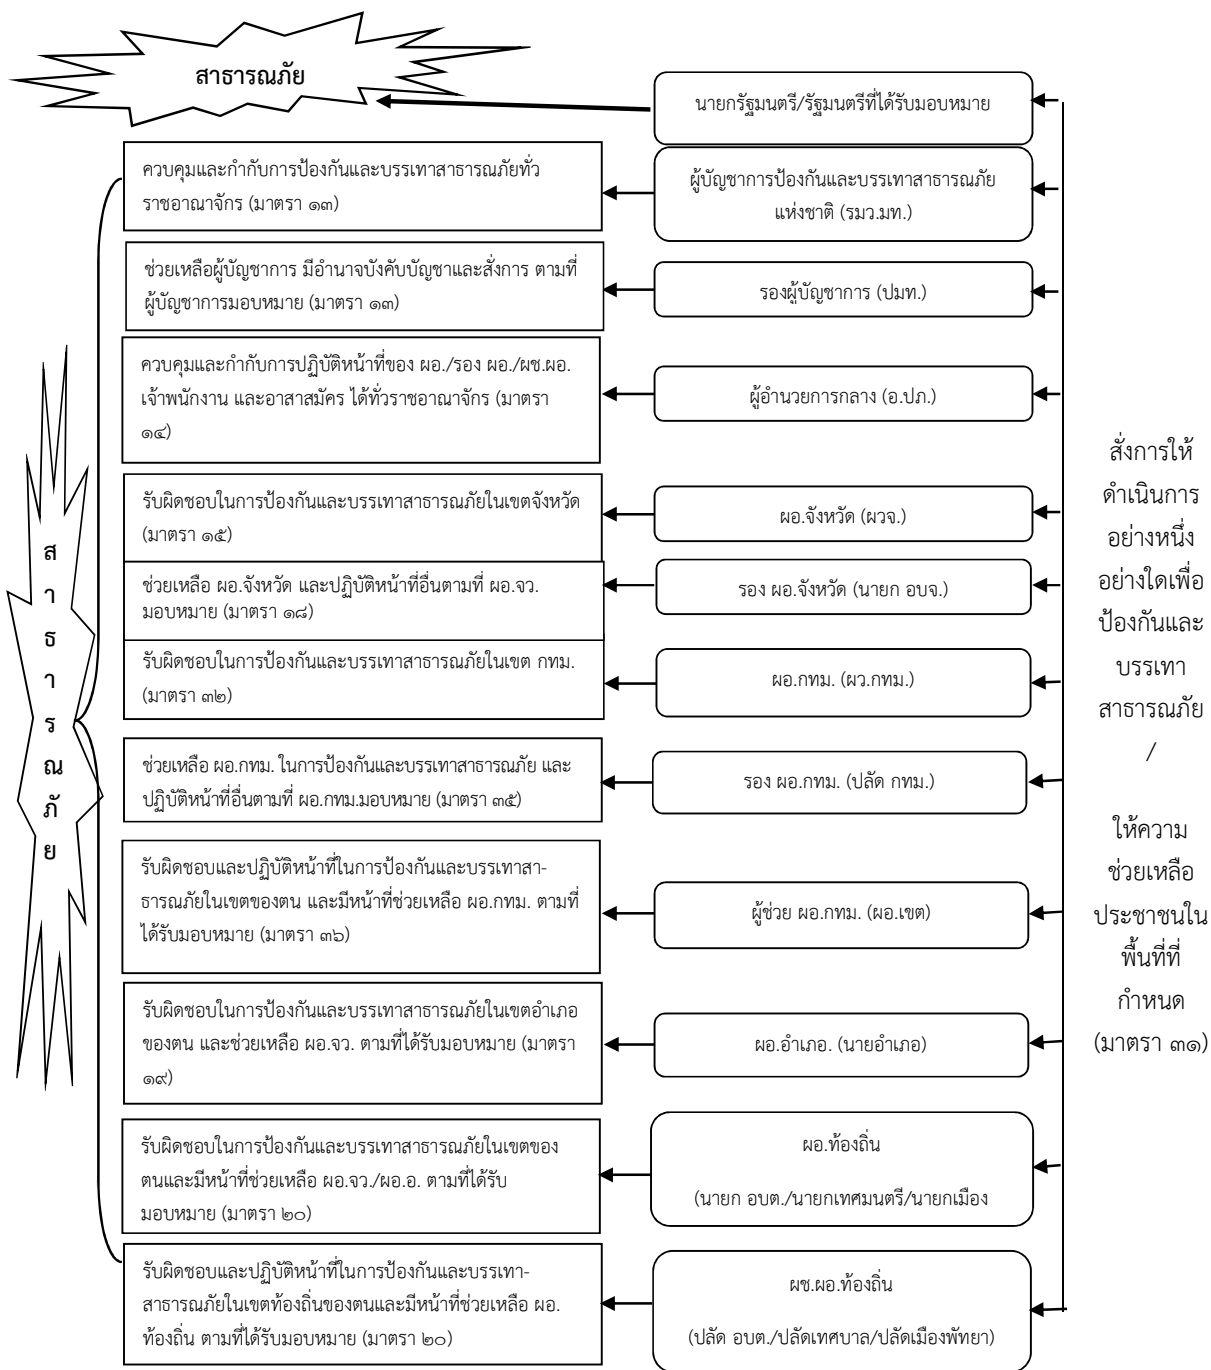 สาธารณภัย
นายกรัฐมนตรี/รัฐมนตรีที่ได้รับมอบหมาย
ควบคุมและกำกับการป้องกันและบรรเทาสาธารณภัยทั่ว
ราชอาณาจักร (มาตรา ๑๓)
ผู้บัญชาการป้องกันและบรรเทาสาธารณภัย
แห่งชาติ (รมว.มท.)
ช่วยเหลือผู้บัญชาการ มีอำนาจบังคับบัญชาและสั่งการ ตามที่
ผู้บัญชาการมอบหมาย (มาตรา ๑๓)
รองผู้บัญชาการ (ปมท.)
ควบคุมและกำกับการปฏิบัติหน้าที่ของ ผอ./รอง ผอ./ผช.ผอ.
เจ้าพนักงาน และอาสาสมัคร ได้ทั่วราชอาณาจักร (มาตรา
๑๔)
ผู้อำนวยการกลาง (อ.ปภ.)
รับผิดชอบในการป้องกันและบรรเทาสาธารณภัยในเขตจังหวัด
(มาตรา ๑๕)
ผอ.จังหวัด (ผวจ.)
ช่วยเหลือ ผอ.จังหวัด และปฏิบัติหน้าที่อื่นตามที่ ผอ.จว.
มอบหมาย (มาตรา ๑๘)
รอง ผอ.จังหวัด (นายก อบจ.)
รับผิดชอบในการป้องกันและบรรเทาสาธารณภัยในเขต กทม.
(มาตรา ๓๒)
ผอ.กทม. (ผว.กทม.)
ช่วยเหลือ ผอ.กทม. ในการป้องกันและบรรเทาสาธารณภัย และ
ปฏิบัติหน้าที่อื่นตามที่ ผอ.กทม.มอบหมาย (มาตรา ๓๕)
รอง ผอ.กทม. (ปลัด กทม.)
รับผิดชอบและปฏิบัติหน้าที่ในการป้องกันและบรรเทาสา-
ธารณภัยในเขตของตน และมีหน้าที่ช่วยเหลือ ผอ.กทม. ตามที่
ได้รับมอบหมาย (มาตรา ๓๖)
ผู้ช่วย ผอ.กทม. (ผอ.เขต)
รับผิดชอบในการป้องกันและบรรเทาสาธารณภัยในเขตอำเภอ
ของตน และช่วยเหลือ ผอ.จว. ตามที่ได้รับมอบหมาย (มาตรา
๑๙)
ผอ.อำเภอ. (นายอำเภอ)
รับผิดชอบในการป้องกันและบรรเทาสาธารณภัยในเขตของ
ตนและมีหน้าที่ช่วยเหลือ ผอ.จว./ผอ.อ. ตามที่ได้รับ
มอบหมาย (มาตรา ๒๐)
ผอ.ท้องถิ่น
(นายก อบต./นายกเทศมนตรี/นายกเมือง
รับผิดชอบและปฏิบัติหน้าที่ในการป้องกันและบรรเทา-
สาธารณภัยในเขตท้องถิ่นของตนและมีหน้าที่ช่วยเหลือ ผอ.
ท้องถิ่น ตามที่ได้รับมอบหมาย (มาตรา ๒๐)
ผช.ผอ.ท้องถิ่น
(ปลัด อบต./ปลัดเทศบาล/ปลัดเมืองพัทยา)
ส
า
ธ
า
ร
ณ
ภั
ย
สั่งการให้
ดำเนินการ
อย่างหนึ่ง
อย่างใดเพื่อ
ป้องกันและ
บรรเทา
สาธารณภัย
/
ให้ความ
ช่วยเหลือ
ประชาชนใน
พื้นที่ที่
กำหนด
(มาตรา ๓๑)